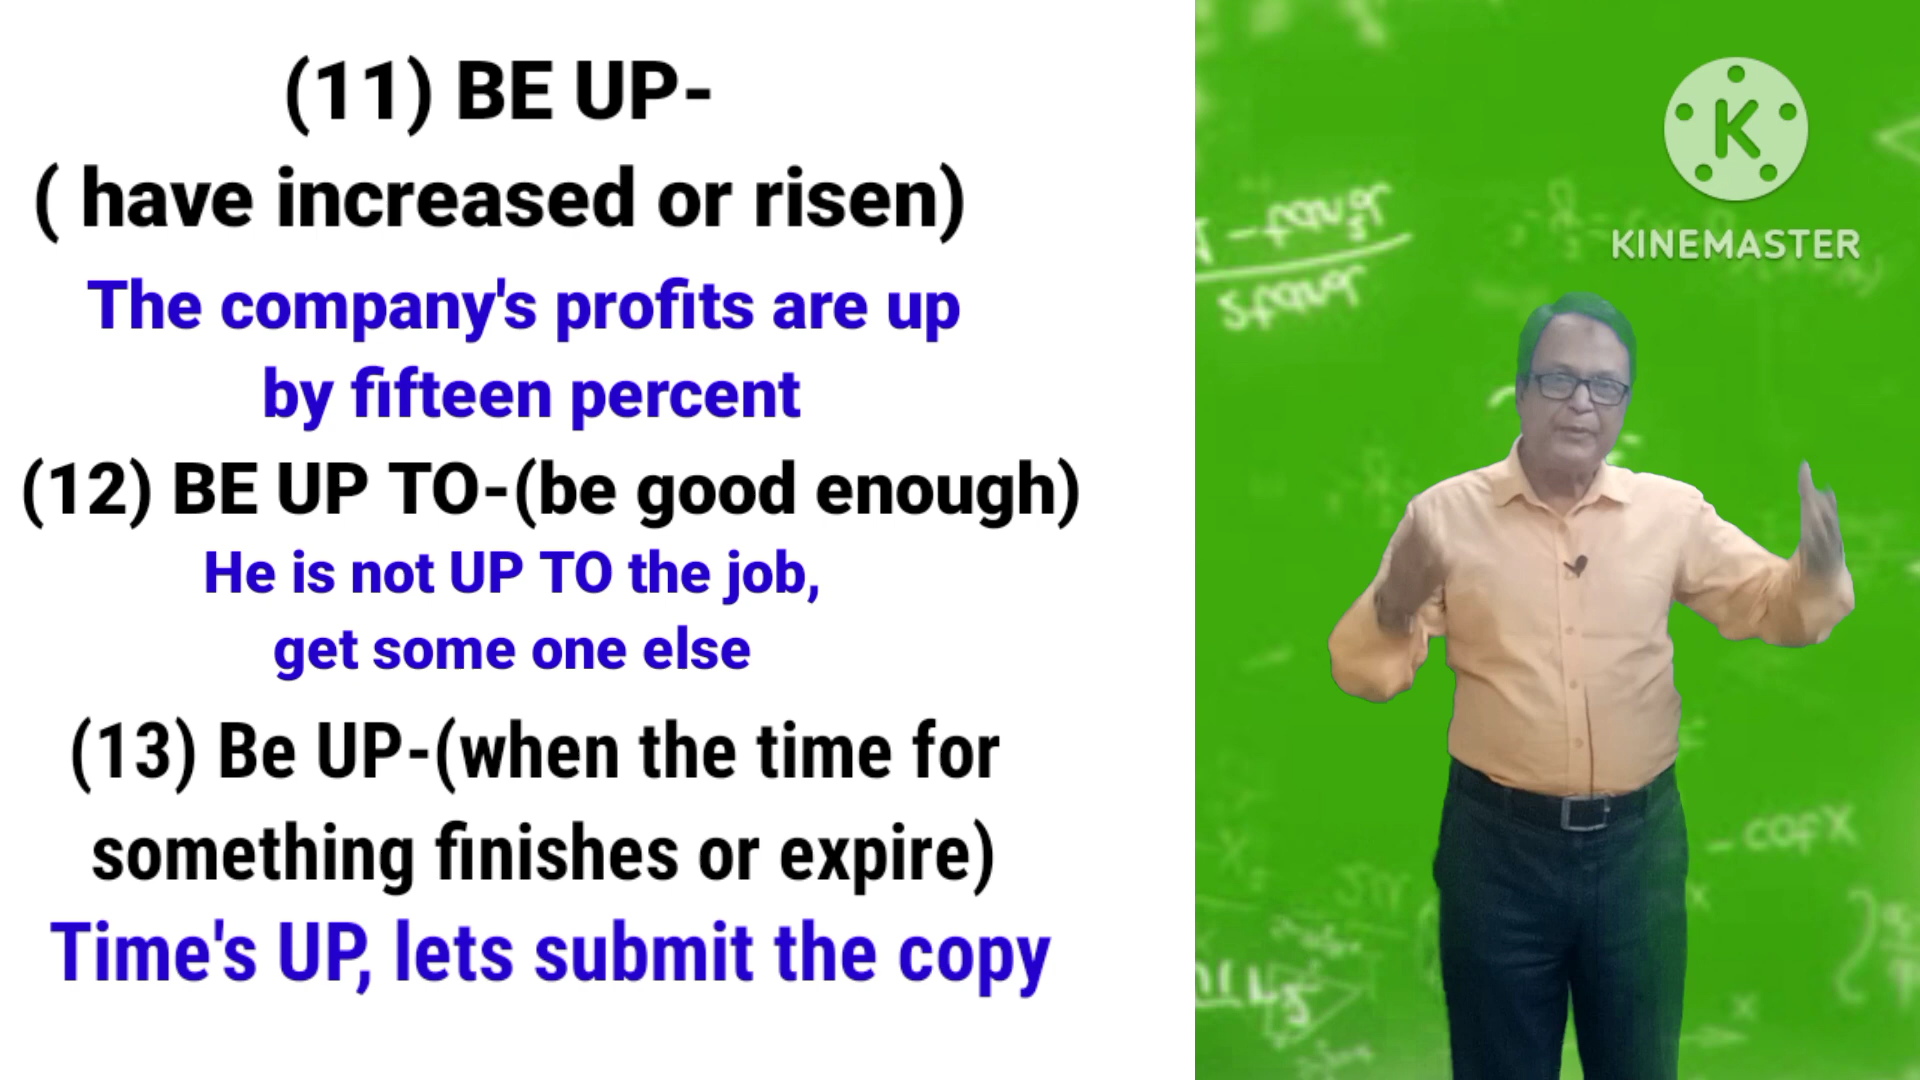 (11) BE UP-
( have increased or risen)
The company's profits are up
by fifteen percent
(12) BE UP TO-(be good enough)
He is not UP TO the job,
get some one else
(13) Be UP-(when the time for
something finishes or expire)
Time's UP, lets submit the copy
K
KINEMASTER